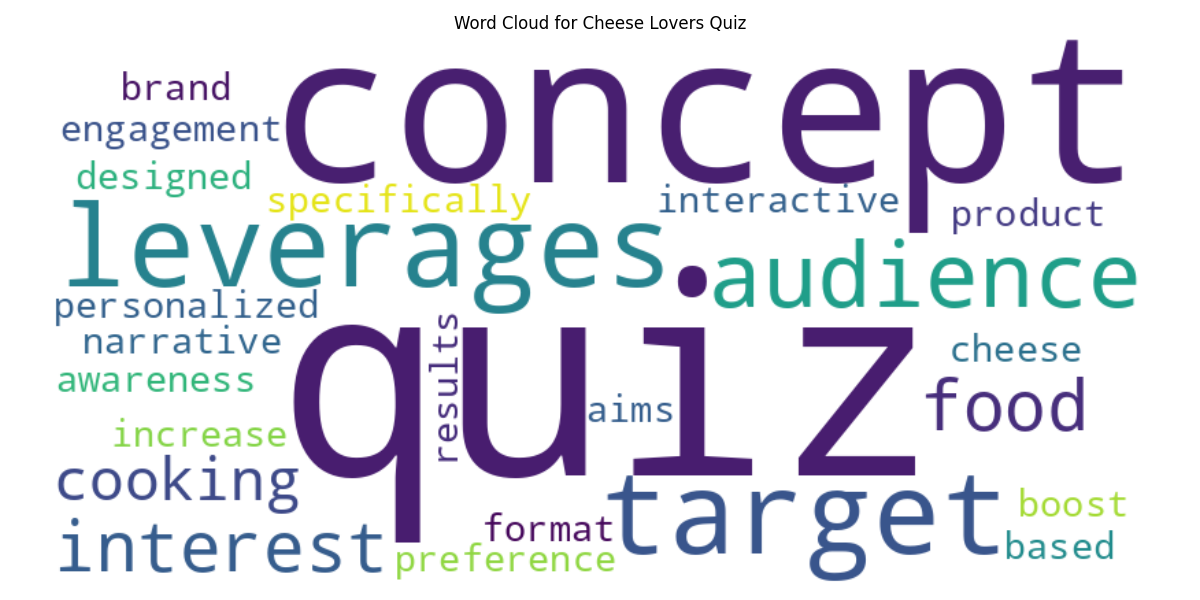 Word Cloud for Cheese Lovers Quiz
concept
brand
engagement
designed
specifically
interactive
product
leverages
audience
personalized
narrative
awareness
quiz
results
aims
cheese
food
increase
cooking
target
interest
format
preference
boost
based